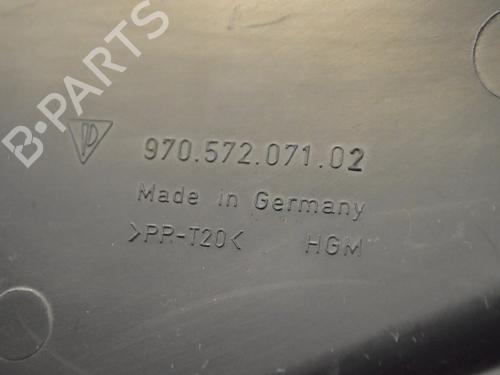 B-PARTS
970.572.071.02
Made in Germany
>PP-T20< HGM